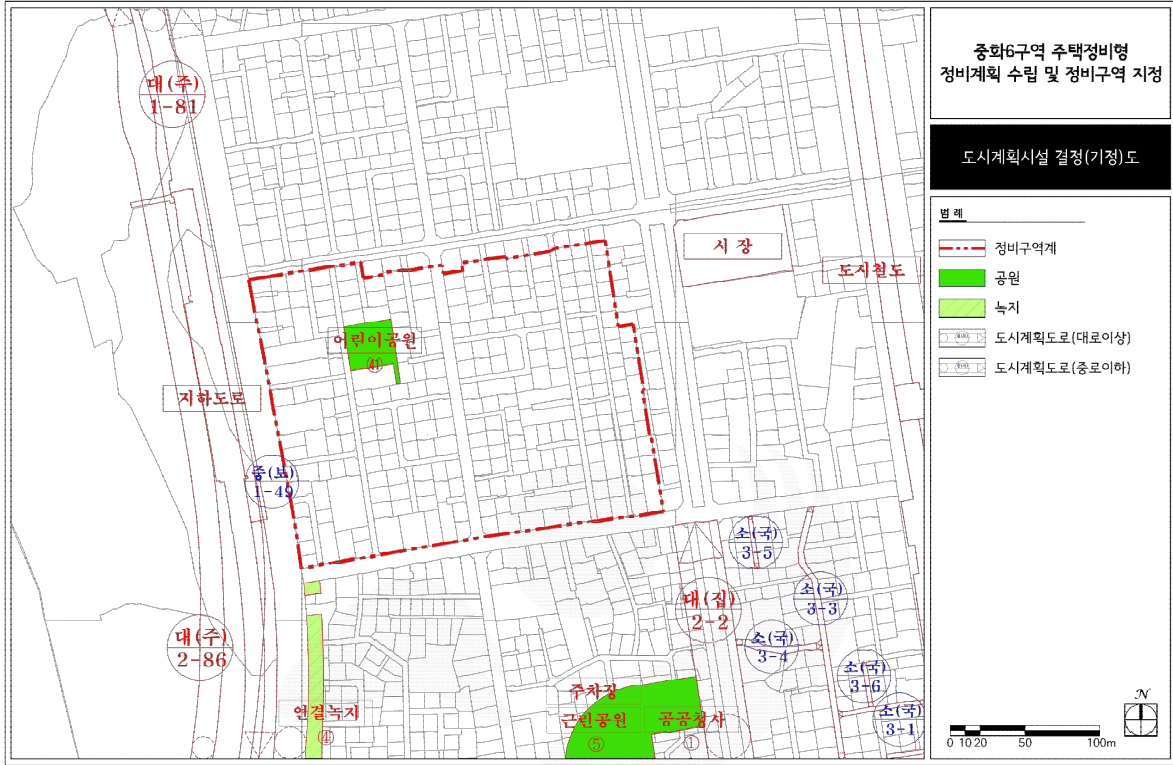 중화6구역 주택정비형
정비계획 수립 및 정비구역 지정
도시계획시설 결정(기정)도
범 례
정비구역계
공원
녹지
도시계획도로(대로이상)
도시계획도로(중로이하)
대(주)
1-81
시 장
도시철도
어린이공원
㊶
지하도로
중(보)
1-49
소(국)
3-5
소(국)
3-3
대(집)
2-2
소(국)
3-4
대(주)
2-86
소(국)
3-6
주차장
근린공원
⑤
공공청사
①
연결녹지
④
소(국)
3-1
N
0 10 20 50 100m